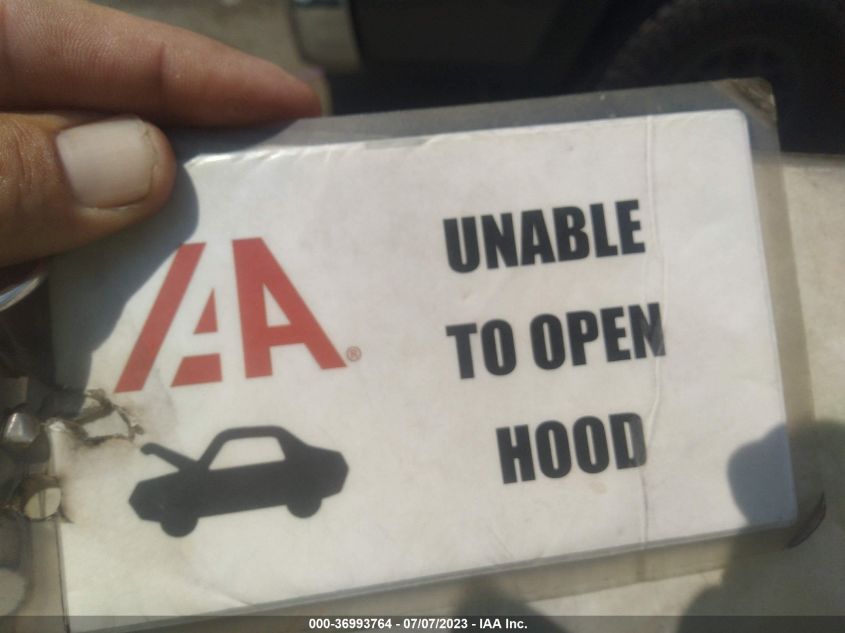 IAA®
UNABLE
TO OPEN
HOOD
000-36993764 - 07/07/2023 - IAA Inc.